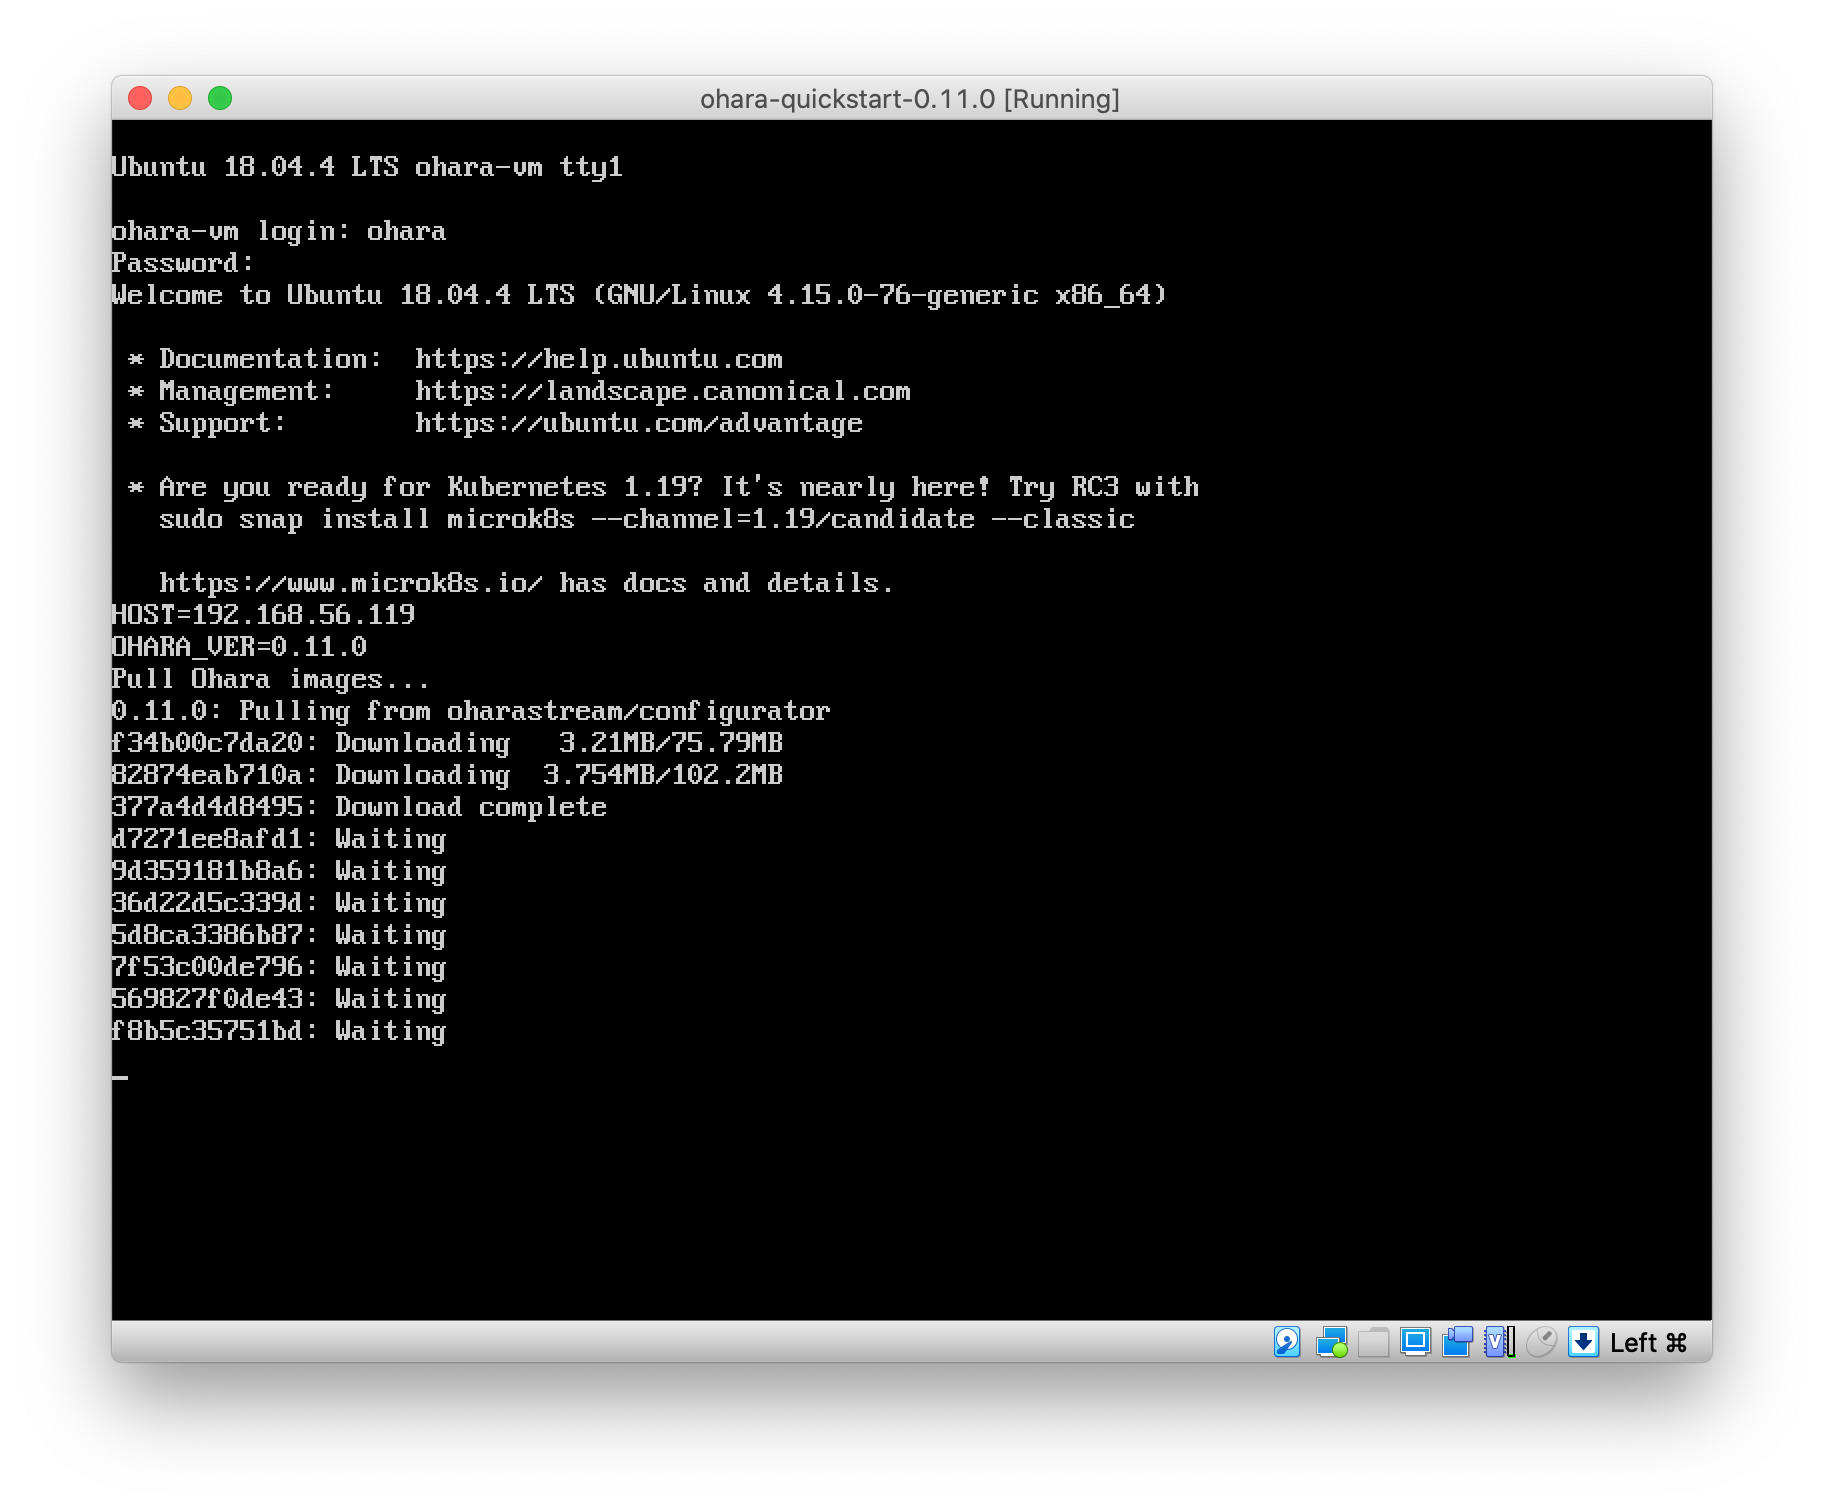 ohara-quickstart-0.11.0 [Running]
Ubuntu 18.04.4 LTS ohara-vm tty1
ohara-vm login: ohara
Password:
Welcome to Ubuntu 18.04.4 LTS (GNU/Linux 4.15.0-76-generic x86_64)
* Documentation:  https://help.ubuntu.com
* Management:     https://landscape.canonical.com
* Support:        https://ubuntu.com/advantage
* Are you ready for Kubernetes 1.19? It's nearly here! Try RC3 with
sudo snap install microk8s --channel=1.19/candidate --classic
https://www.microk8s.io/ has docs and details.
HOST=192.168.56.119
OHARA_VER=0.11.0
Pull Ohara images...
0.11.0: Pulling from oharastream/configurator
f34b00c7da20: Downloading   3.21MB/75.79MB
82874eab710a: Downloading  3.754MB/102.2MB
377a4d4d8495: Download complete
d7271ee8afd1: Waiting
9d359181b8a6: Waiting
36d22d5c339d: Waiting
5d8ca3386b87: Waiting
7f53c00de796: Waiting
569827f0de43: Waiting
f8b5c35751bd: Waiting
Left ⌘